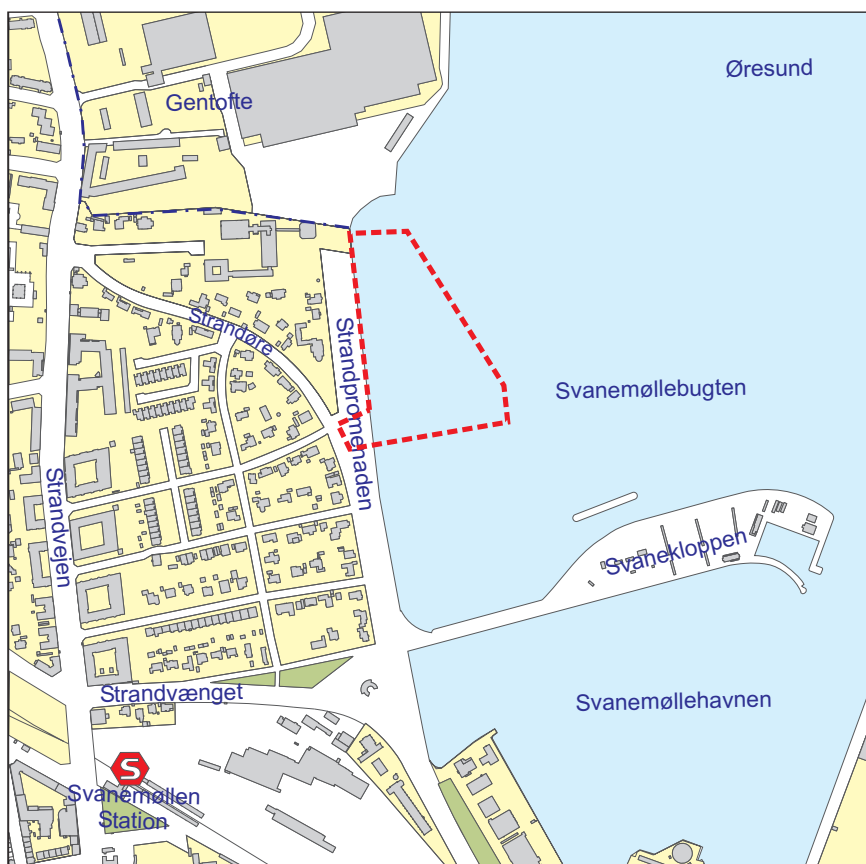 Øresund
Gentofte
Strandøre
Strandpromenaden
Svanemøllebugten
Strandvejen
Svanekloppen
Strandvænget
Svanemøllehavnen
S
Svanemøllen
Station